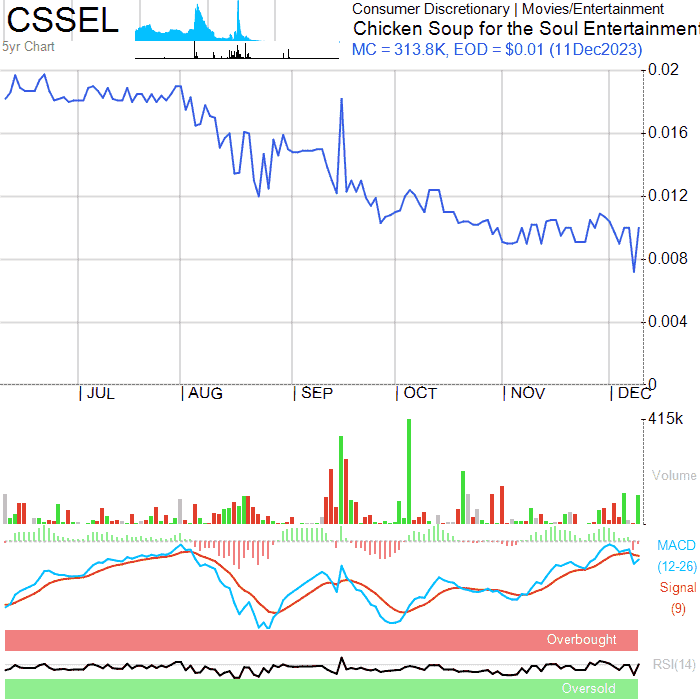 CSSEL
5yr Chart
Consumer Discretionary | Movies/Entertainment
Chicken Soup for the Soul Entertainment
MC = 313.8K, EOD = $0.01 (11Dec2023)
0.02
0.016
0.012
0.008
0.004
0
| JUL | AUG | SEP | OCT | NOV | DEC
415k
Volume
MACD
(12-26)
Signal
(9)
Overbought
RSI(14)
Oversold